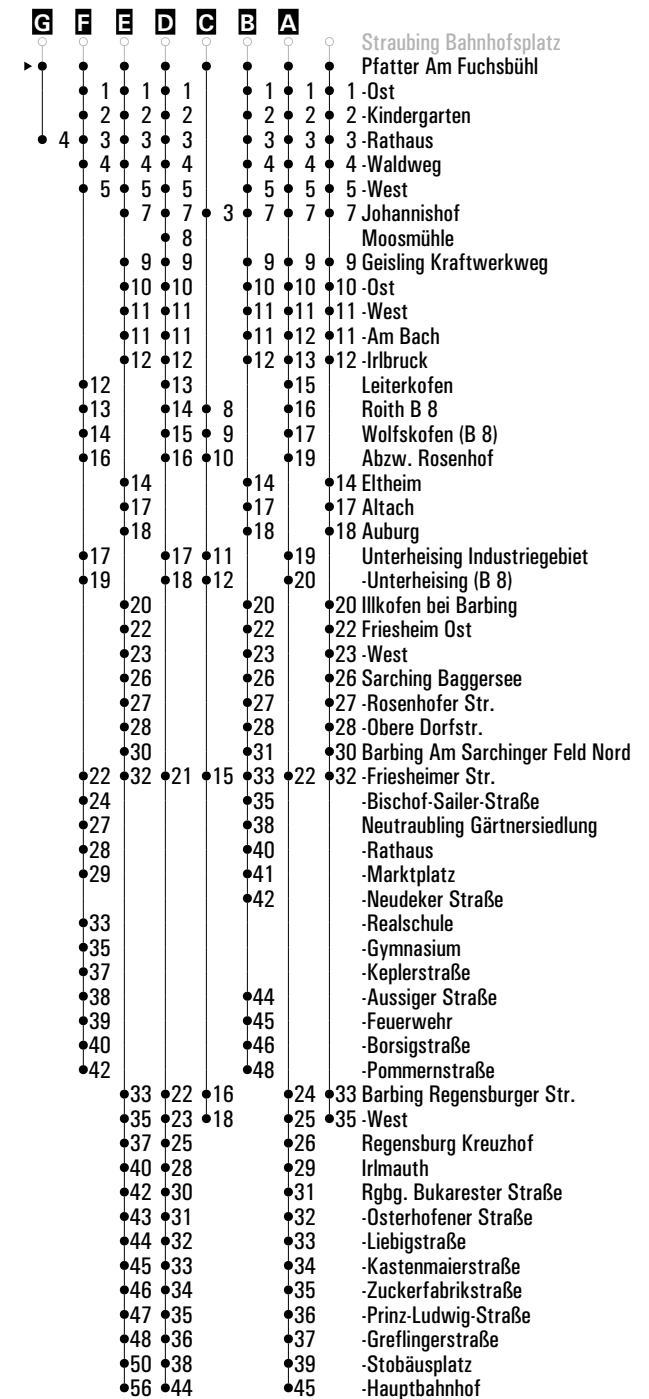 G F E D C B A
Straubing Bahnhofsplatz
Pfatter Am Fuchsbühl
1 1 1 1 1 1 -Ost
2 2 2 2 2 2 -Kindergarten
4 3 3 3 3 3 3 -Rathaus
4 4 4 4 4 4 -Waldweg
5 5 5 5 5 5 -West
7 7 3 7 7 7 Johannishof
8 Moosmühle
9 9 9 9 9 Geisling Kraftwerkweg
10 10 10 10 10 -Ost
11 11 11 11 11 -West
11 11 11 12 11 -Am Bach
12 12 12 13 12 -Irlbruck
12 13 15 Leiterkofen
13 14 8 16 Roith B 8
14 15 9 17 Wolfskofen (B 8)
16 16 10 19 Abzw. Rosenhof
14 14 14 Eltheim
17 17 17 Altach
18 18 18 Auburg
17 17 11 19 Unterheising Industriegebiet
19 18 12 20 -Unterheising (B 8)
20 20 20 Illkofen bei Barbing
22 22 22 Friesheim Ost
23 23 23 -West
26 26 26 Sarching Baggersee
27 27 27 -Rosenhofer Str.
28 28 28 -Obere Dorfstr.
30 31 30 Barbing Am Sarchinger Feld Nord
22 32 21 15 33 22 32 -Friesheimer Str.
24 35 -Bischof-Sailer-Straße
27 38 Neutraubling Gärtnersiedlung
28 40 -Rathaus
29 41 -Marktplatz
42 -Neudeker Straße
33 -Realschule
35 -Gymnasium
37 -Keplerstraße
38 44 -Aussiger Straße
39 45 -Feuerwehr
40 46 -Borsigstraße
42 48 -Pommernstraße
33 22 16 24 33 Barbing Regensburger Str.
35 23 18 25 35 -West
37 25 26 Regensburg Kreuzhof
40 28 29 Irlmauth
42 30 31 Rgbg. Bukarester Straße
43 31 32 -Osterhofener Straße
44 32 33 -Liebigstraße
45 33 34 -Kastenmaierstraße
46 34 35 -Zuckerfabrikstraße
47 35 36 -Prinz-Ludwig-Straße
48 36 37 -Greflingerstraße
50 38 39 -Stobäusplatz
56 44 45 -Hauptbahnhof